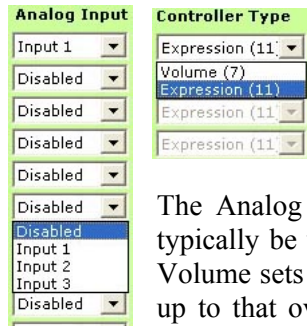 Analog Input
Input 1
Disabled
Disabled
Disabled
Disabled
Disabled
Disabled
Input 1
Input 2
Input 3
Disabled
Controller Type
Expression (11)
Volume (7)
Expression (11)
Expression (11)
Expression (11)
The Analog
typically be
Volume sets
up to that